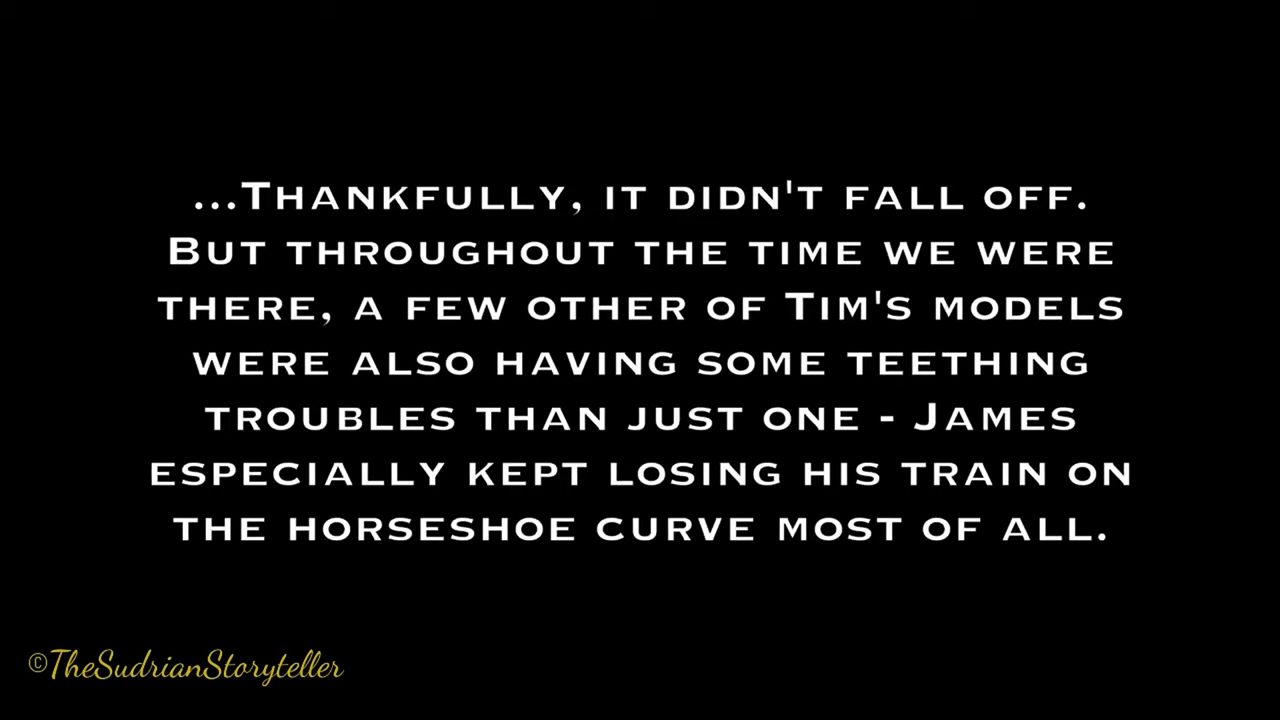 ...Thankfully, it didn't fall off.
But throughout the time we were
there, a few other of Tim's models
were also having some teething
troubles than just one - James
especially kept losing his train on
the horseshoe curve most of all.
©TheSudrianStoryteller